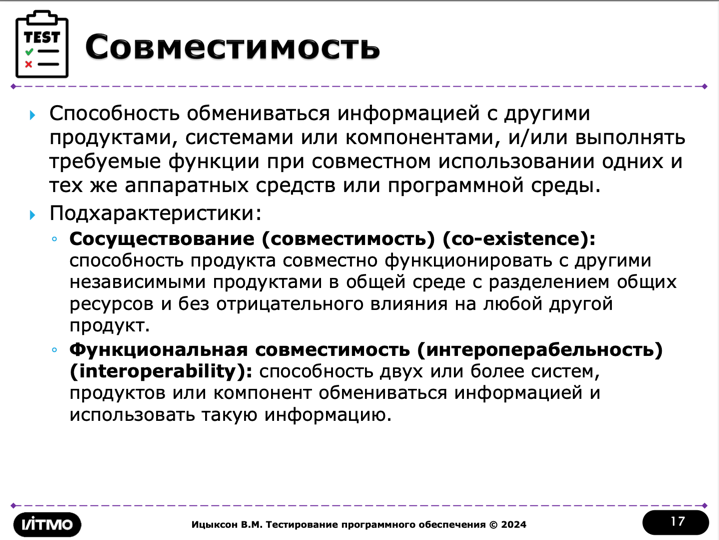 TEST
Совместимость
Способность обмениваться информацией с другими
продуктами, системами или компонентами, и/или выполнять
требуемые функции при совместном использовании одних и
тех же аппаратных средств или программной среды.
Подхарактеристики:
Сосуществование (совместимость) (co-existence):
способность продукта совместно функционировать с другими
независимыми продуктами в общей среде с разделением общих
ресурсов и без отрицательного влияния на любой другой
продукт.
Функциональная совместимость (интероперабельность)
(interoperability): способность двух или более систем,
продуктов или компонент обмениваться информацией и
использовать такую информацию.
ИТМО
Ицыксон В.М. Тестирование программного обеспечения © 2024
17